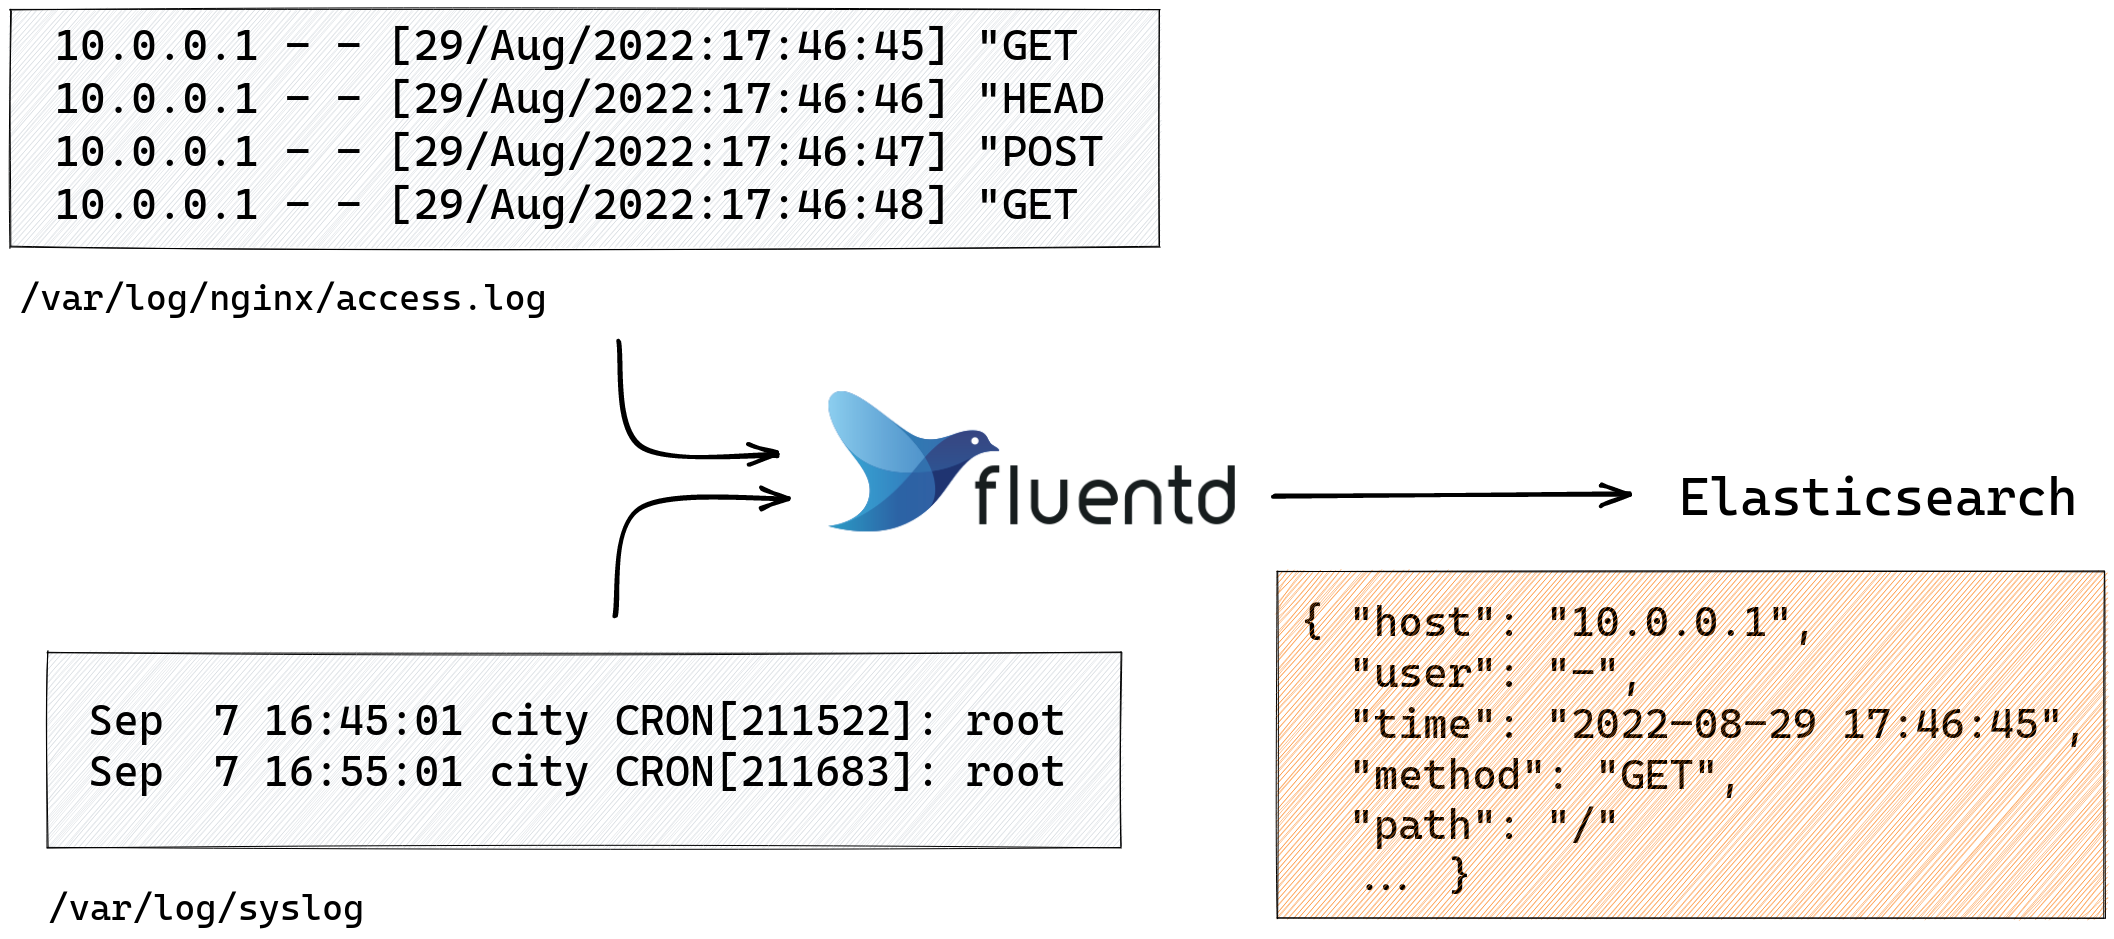 10.0.0.1 - - [29/Aug/2022:17:46:45] "GET
10.0.0.1 - - [29/Aug/2022:17:46:46] "HEAD
10.0.0.1 - - [29/Aug/2022:17:46:47] "POST
10.0.0.1 - - [29/Aug/2022:17:46:48] "GET
/var/log/nginx/access.log
fluentd
Elasticsearch
{ "host": "10.0.0.1",
"user": "-",
"time": "2022-08-29 17:46:45",
"method": "GET",
"path": "/"
... }
Sep  7 16:45:01 city CRON[211522]: root
Sep  7 16:55:01 city CRON[211683]: root
/var/log/syslog